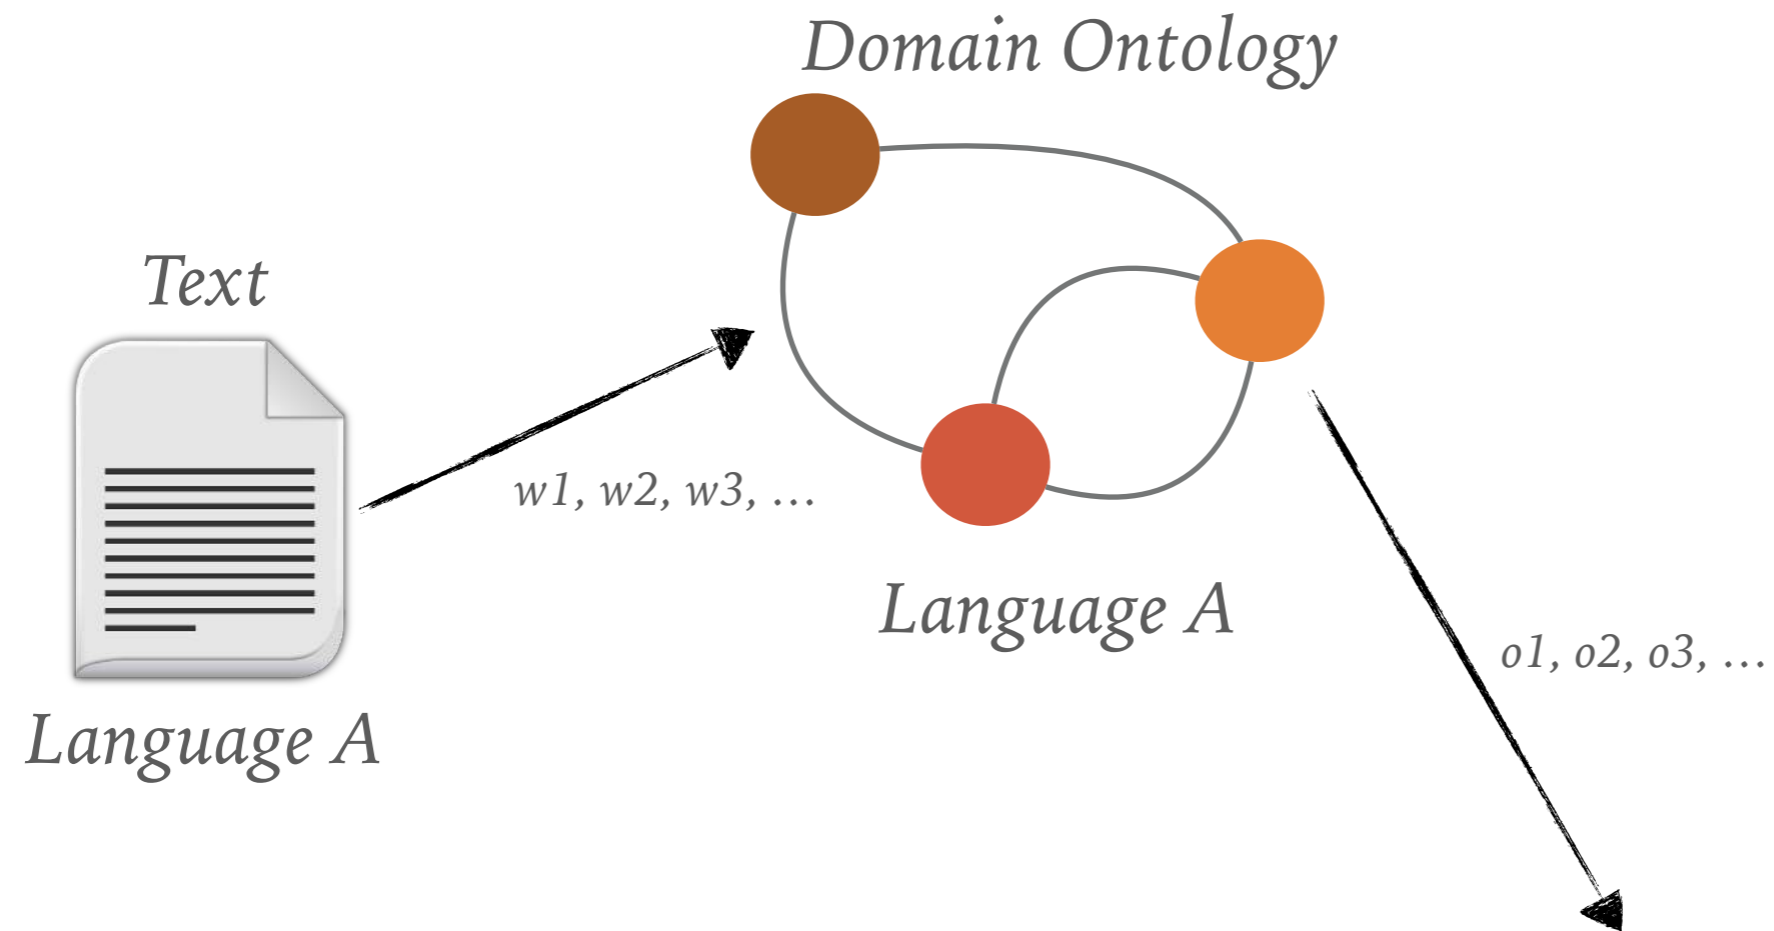 Domain Ontology
Text
w1, w2, w3, ...
Language A
o1, o2, o3, ...
Language A